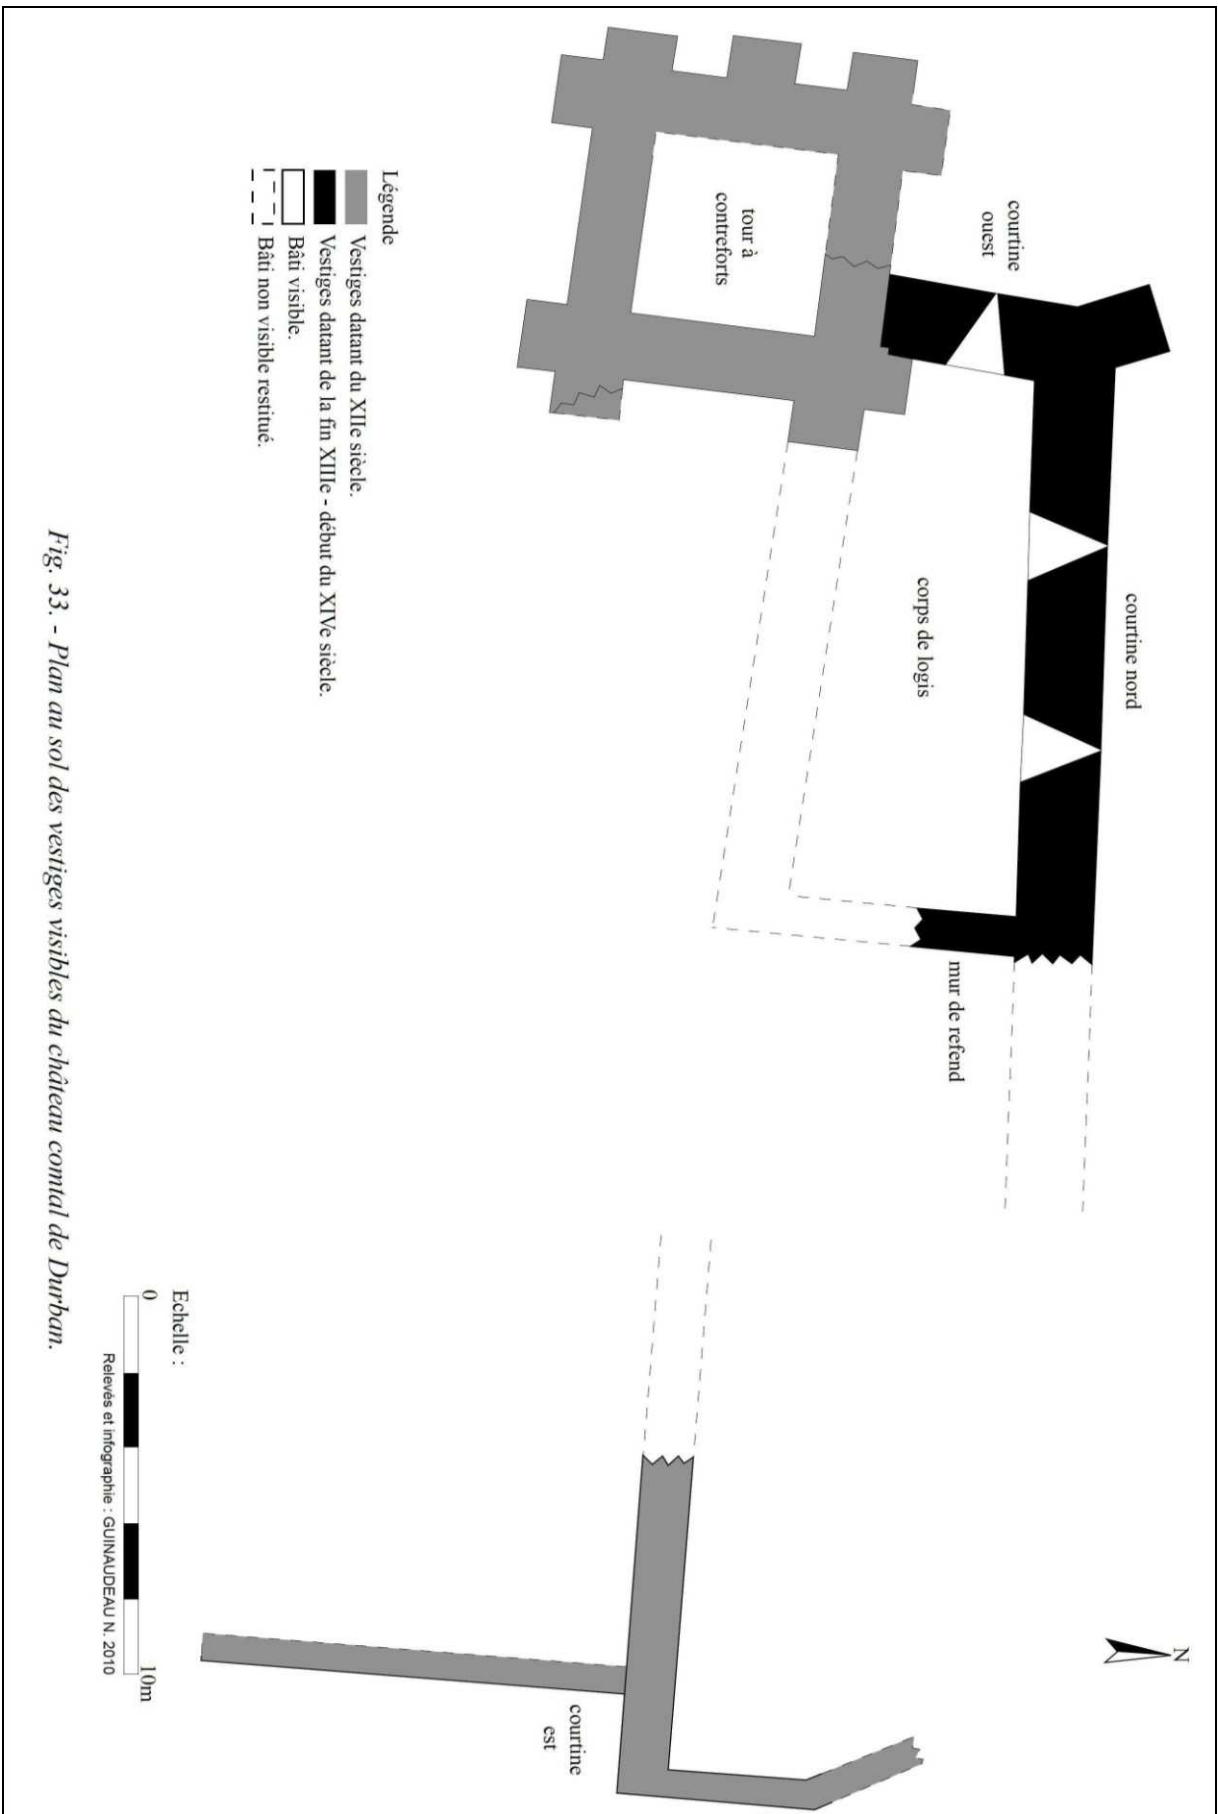 N
courtine nord
courtine
ouest
mur de refend
corps de logis
tour à
contreforts
courtine
est
Légende
Vestiges datant du XIIe siècle.
Vestiges datant de la fin XIIIe - début du XIVe siècle.
Bâti visible.
Bâti non visible restitué.
Echelle :
0
10m
Relevés et infographie : GUINAUDEAU N. 2010
Fig. 33. - Plan au sol des vestiges visibles du château comtal de Durban.